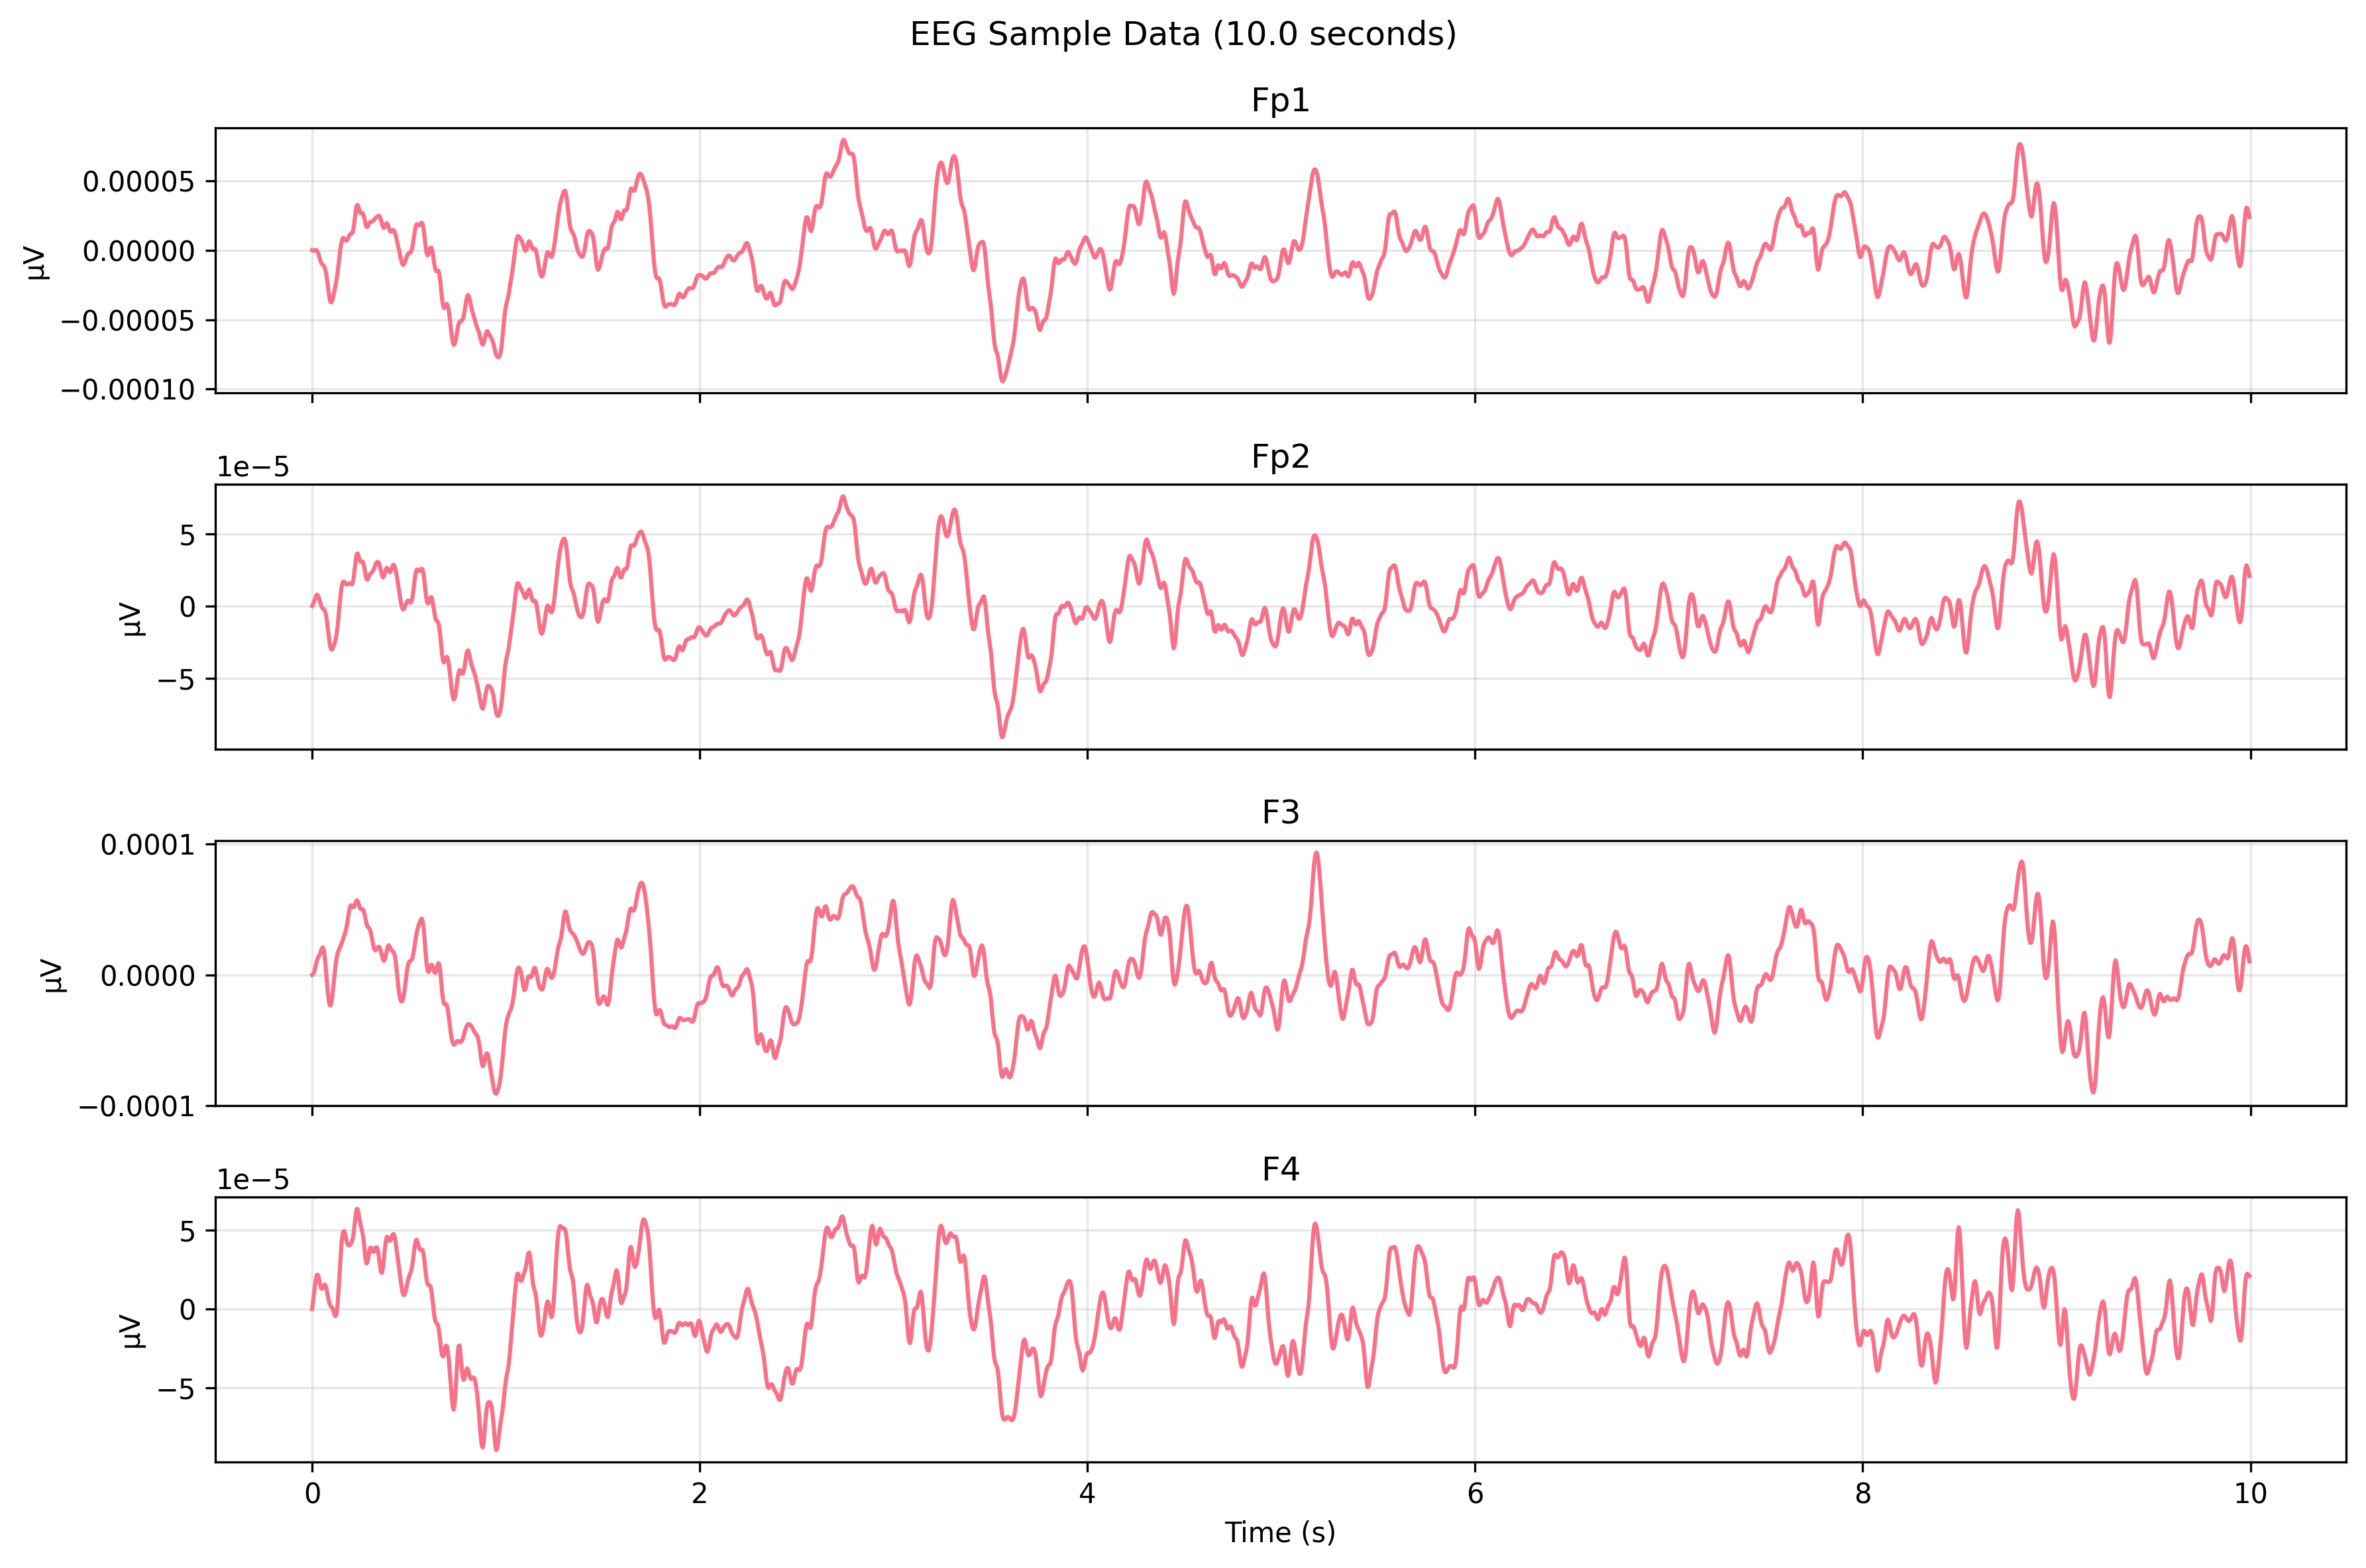 EEG Sample Data (10.0 seconds)
Fp1
0.00005
0.00000
−0.00005
−0.00010
µV
Fp2
1e−5
5
0
−5
µV
F3
0.0001
0.0000
−0.0001
µV
F4
1e−5
5
0
−5
µV
0 2 4 6 8 10
Time (s)